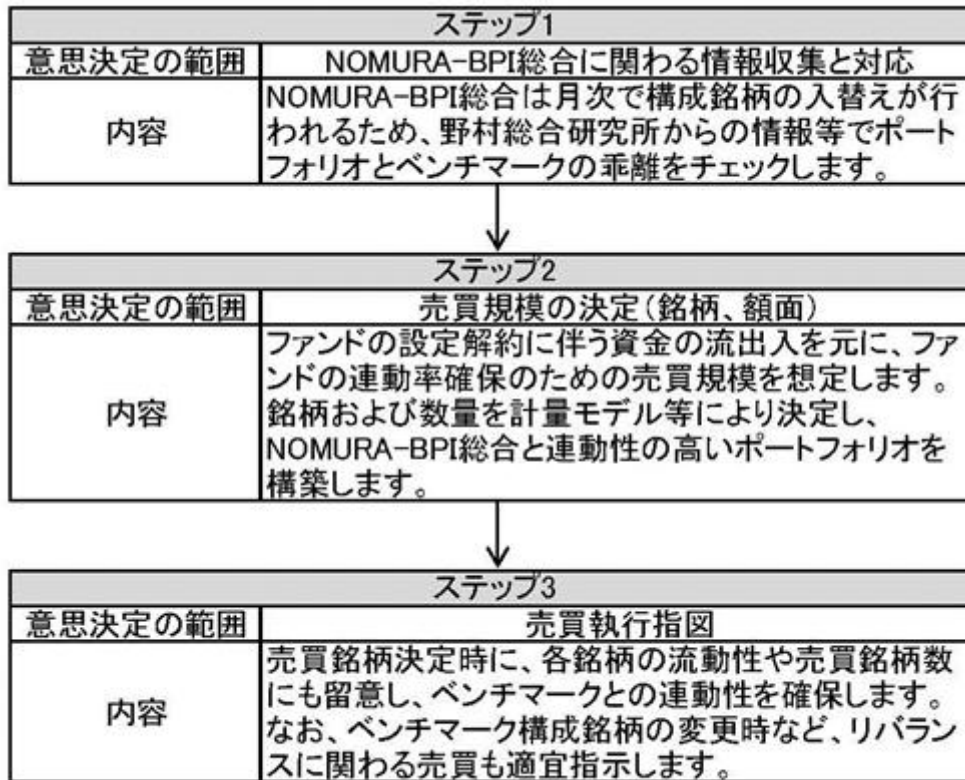 ステップ1
意思決定の範囲 NOMURA-BPI総合に関わる情報収集と対応
内容
NOMURA-BPI総合は月次で構成銘柄の入替えが行
われるため、野村総合研究所からの情報等でポート
フォリオとベンチマークの乖離をチェックします。
ステップ2
意思決定の範囲 売買規模の決定(銘柄、額面)
内容
ファンドの設定解約に伴う資金の流出入を元に、ファ
ンドの連動率確保のための売買規模を想定します。
銘柄および数量を計量モデル等により決定し、
NOMURA-BPI総合と連動性の高いポートフォリオを
構築します。
ステップ3
意思決定の範囲 売買執行指図
内容
売買銘柄決定時に、各銘柄の流動性や売買銘柄数
にも留意し、ベンチマークとの連動性を確保します。
なお、ベンチマーク構成銘柄の変更時など、リバラン
スに関わる売買も適宜指示します。